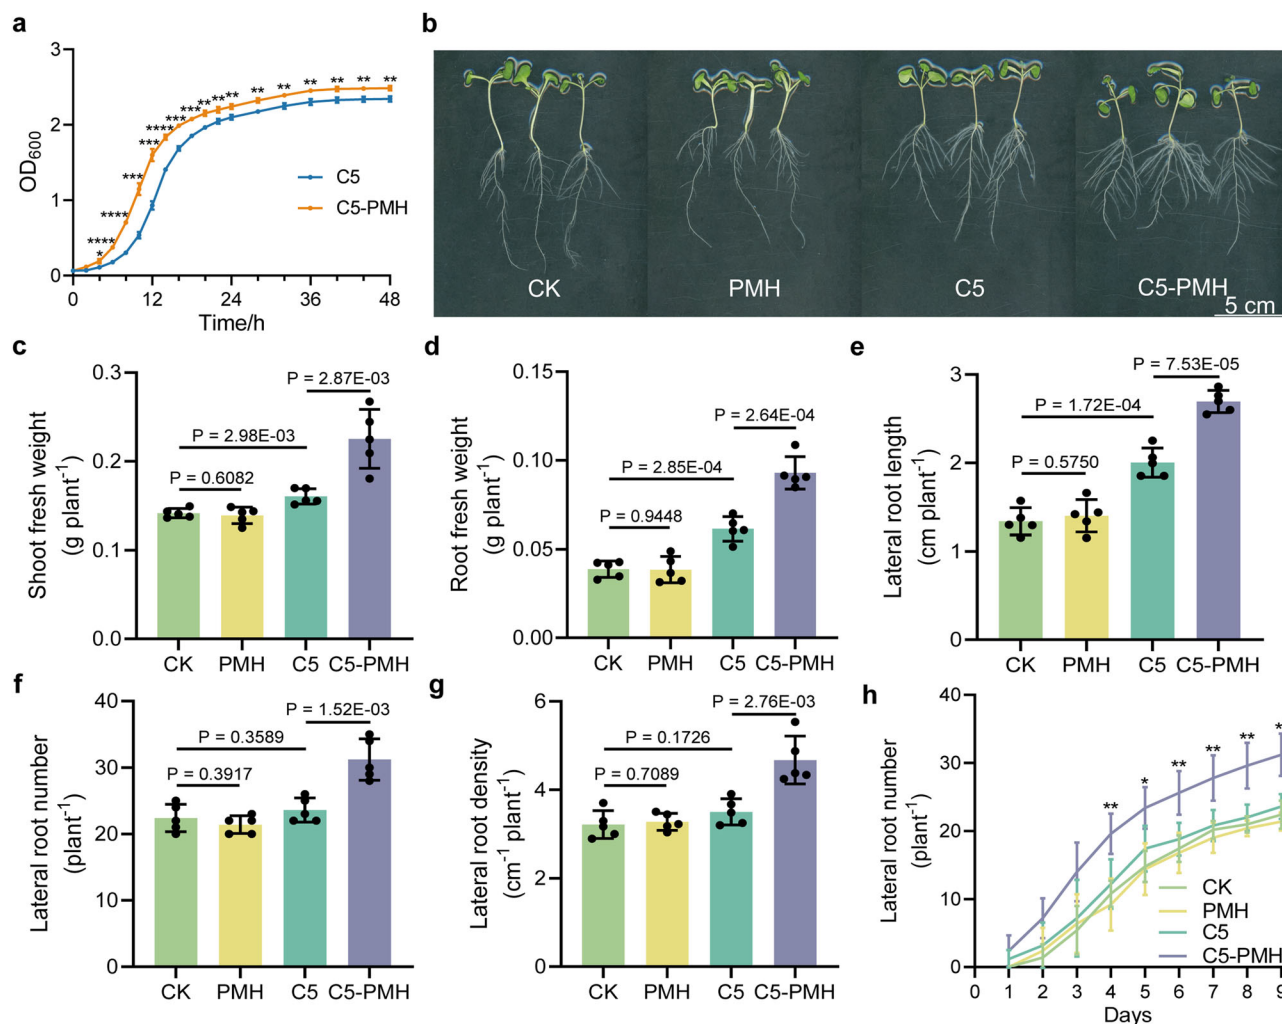 a
3
2
1
0
OD600
0
12
24
36
48
Time/h
C5
C5-PMH
*
****
****
***
***
****
***
***
**
**
**
**
**
**
**
**
**
b
CK
PMH
C5
C5-PMH
5 cm
c
Shoot fresh weight
(g plant-1)
0.3
0.2
0.1
0.0
P = 2.87E-03
P = 2.98E-03
P = 0.6082
CK
PMH
C5
C5-PMH
d
Root fresh weight
(g plant-1)
0.15
0.10
0.05
0.00
P = 2.64E-04
P = 2.85E-04
P = 0.9448
CK
PMH
C5
C5-PMH
e
Lateral root length
(cm plant-1)
3
2
1
0
P = 7.53E-05
P = 1.72E-04
P = 0.5750
CK
PMH
C5
C5-PMH
f
Lateral root number
(plant-1)
40
30
20
10
0
P = 1.52E-03
P = 0.3589
P = 0.3917
CK
PMH
C5
C5-PMH
g
Lateral root density
(cm-1 plant-1)
6
4
2
0
P = 2.76E-03
P = 0.1726
P = 0.7089
CK
PMH
C5
C5-PMH
h
Lateral root number
(plant-1)
40
30
20
10
0
**
*
**
**
**
CK
PMH
C5
C5-PMH
0
1
2
3
4
5
6
7
8
9
Days